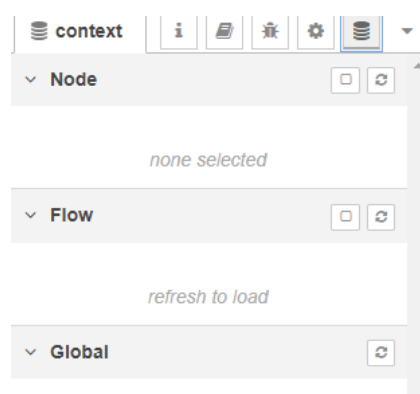 context
Node
none selected
Flow
refresh to load
Global